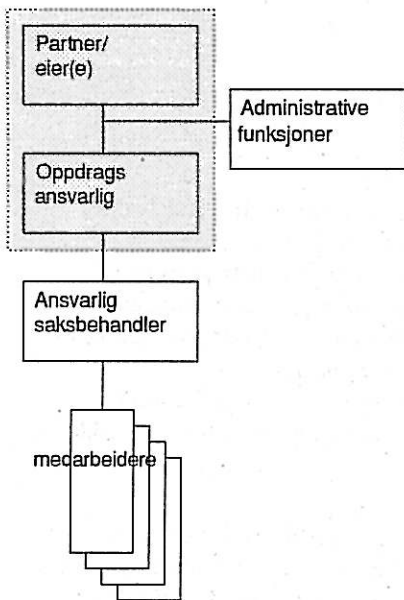 Partner/
eier(e)
Administrative
funksjoner
Oppdrags
ansvarlig
Ansvarlig
saksbehandler
medarbeidere